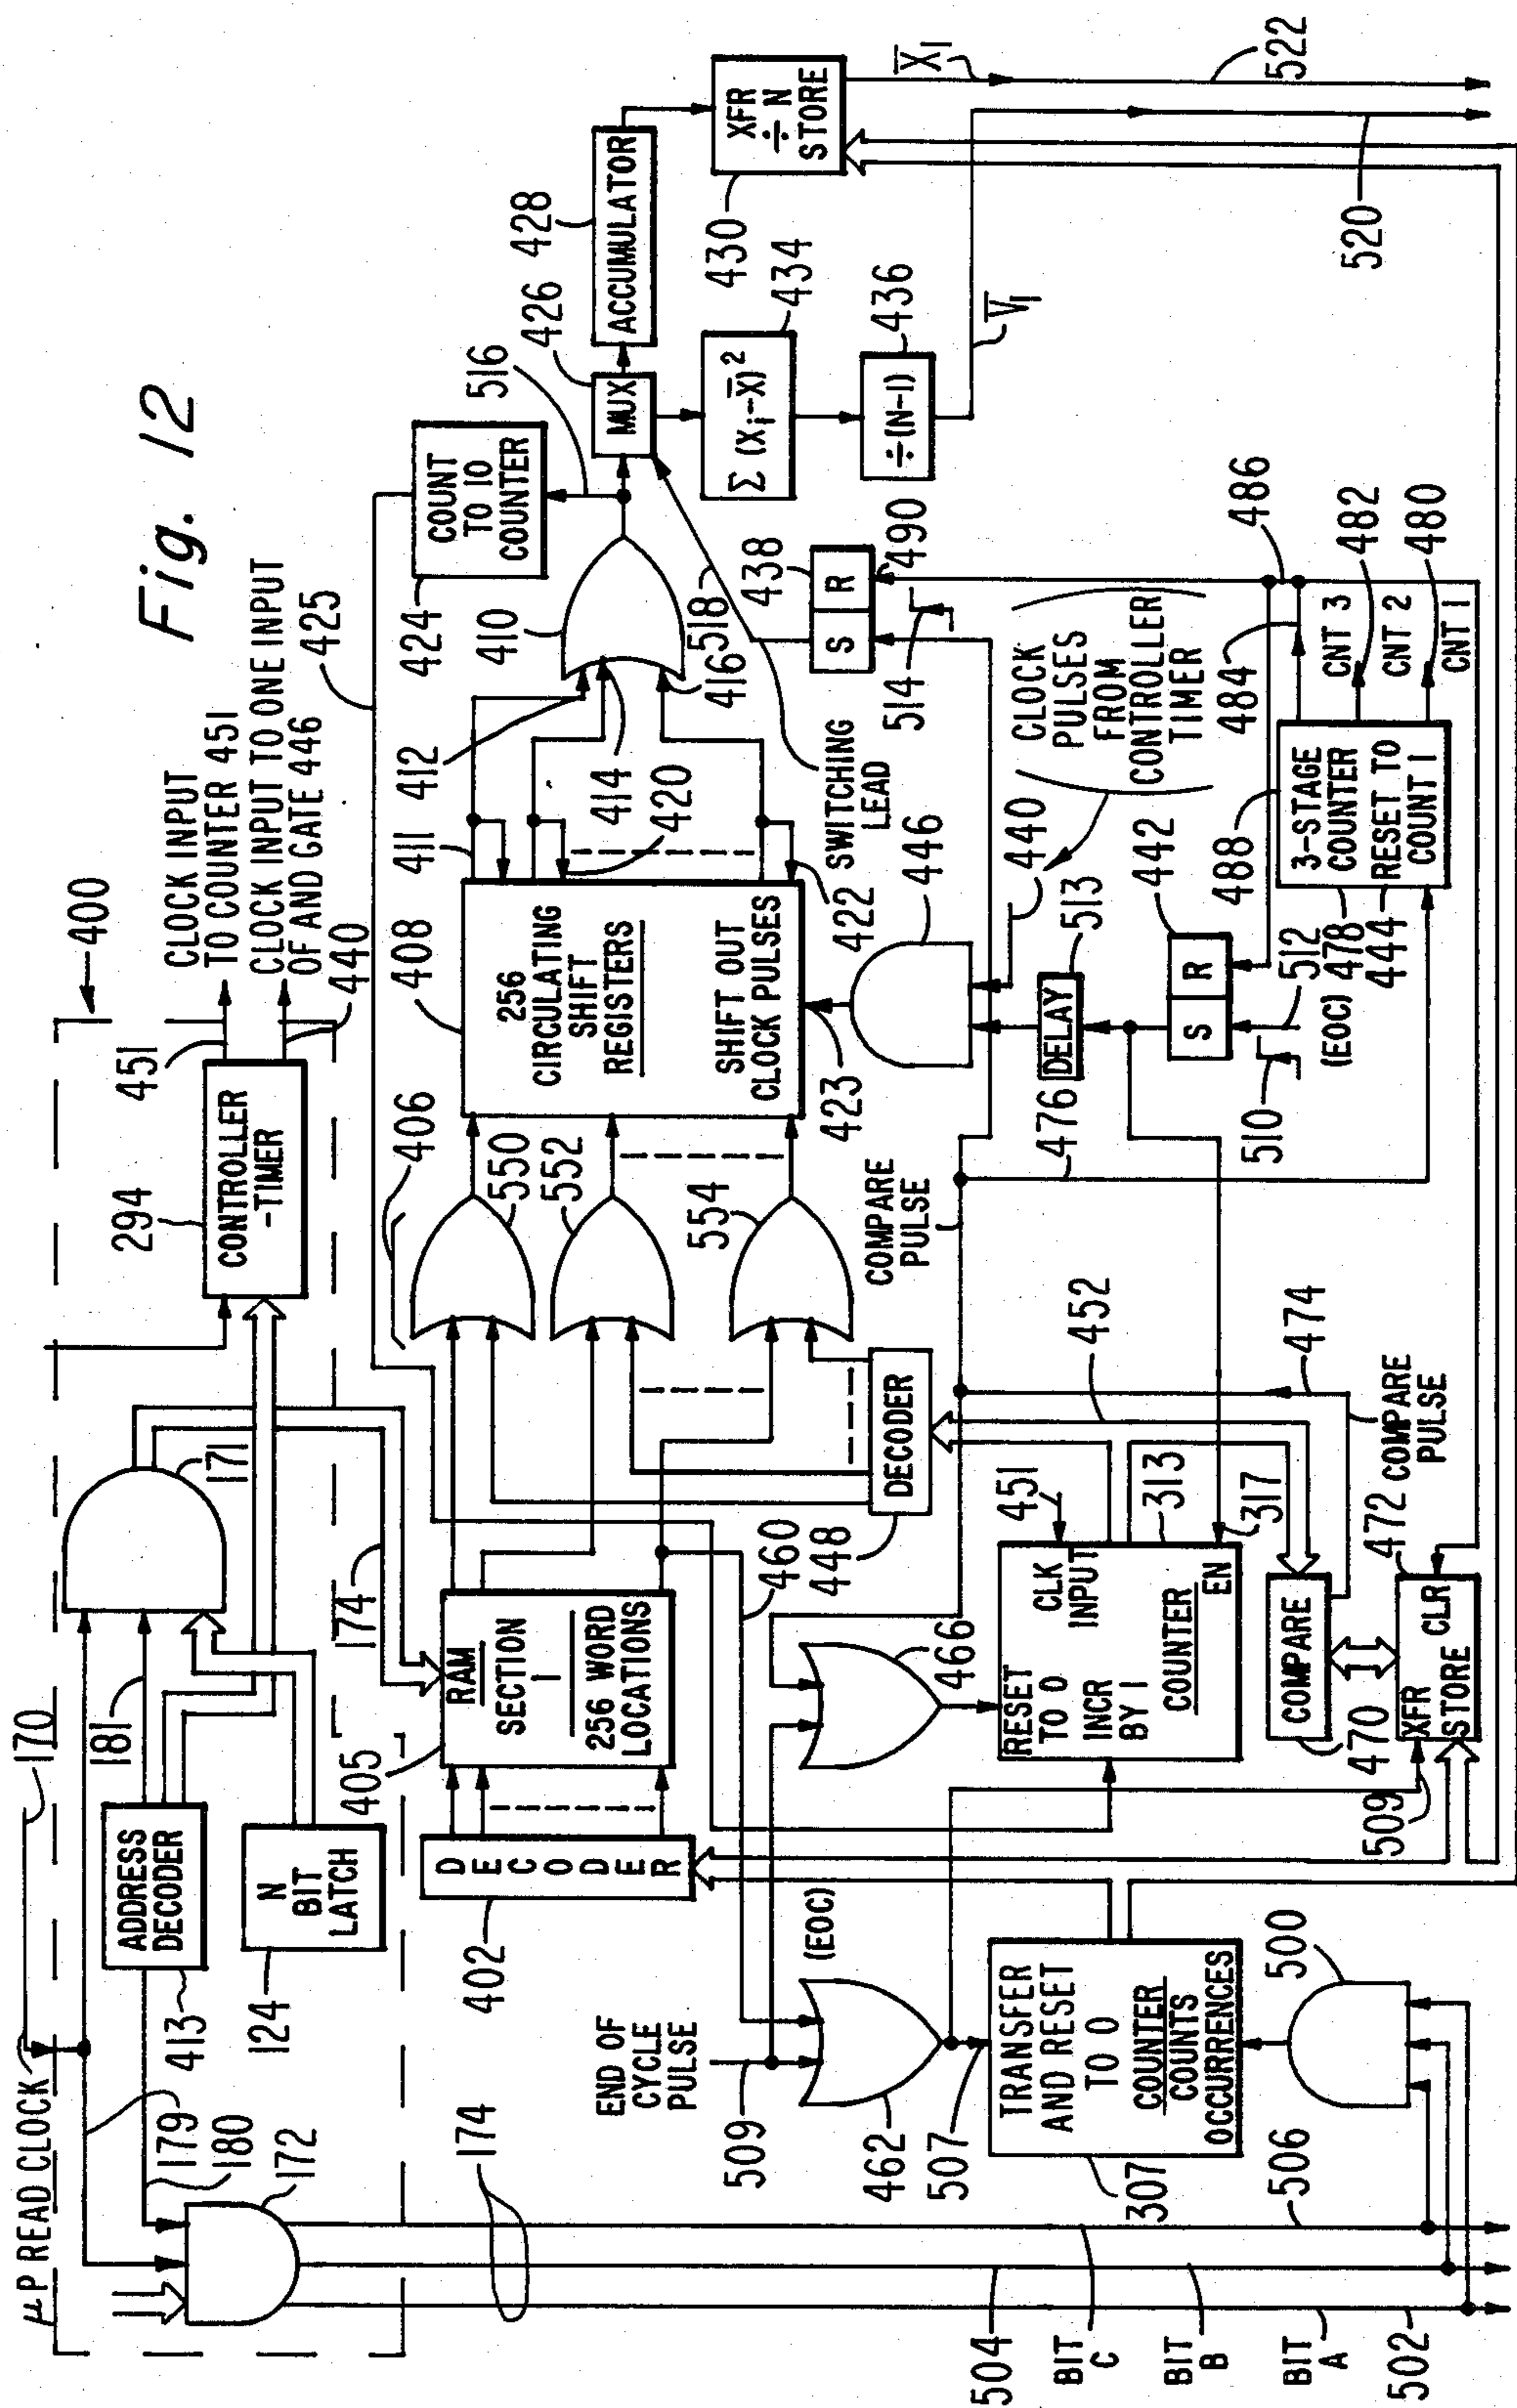 Fig. 12
μP READ CLOCK
170
400
181
ADDRESS
DECODER
413
N
BIT
LATCH
124
179
180
172
171
174
294
CONTROLLER
-TIMER
451
440
CLOCK INPUT
TO COUNTER 451
CLOCK INPUT TO ONE INPUT
OF AND GATE 446
425
174
405
402
DECODER
RAM
SECTION
1
256 WORD
LOCATIONS
406
550
552
554
408
256
CIRCULATING
SHIFT
REGISTERS
SHIFT OUT
CLOCK PULSES
411
412
414
416
420
422
423
410
424
COUNT
TO 10
COUNTER
516
426
MUX
428
ACCUMULATOR
430
XFR
÷ N
STORE
X̅1
522
520
434
Σ (Xi-X̅)²
436
÷(N-1)
V̅1
518
SWITCHING
LEAD
438
S
R
490
514
END OF
CYCLE
PULSE
(EOC)
509
462
507
TRANSFER
AND RESET
TO 0
COUNTER
COUNTS
OCCURRENCES
307
500
506
504
502
BIT
C
BIT
B
BIT
A
460
448
DECODER
466
RESET
TO 0
INCR
BY 1
CLK
INPUT
COUNTER
EN
451
313
317
452
COMPARE
PULSE
470
COMPARE
472
XFR
CLR
STORE
509
474
COMPARE
PULSE
476
446
440
DELAY
513
442
S
R
510
(EOC)
512
CLOCK
PULSES
FROM
CONTROLLER
TIMER
488
478
444
3-STAGE
COUNTER
RESET TO
COUNT 1
484
CNT 3
482
CNT 2
480
CNT 1
486